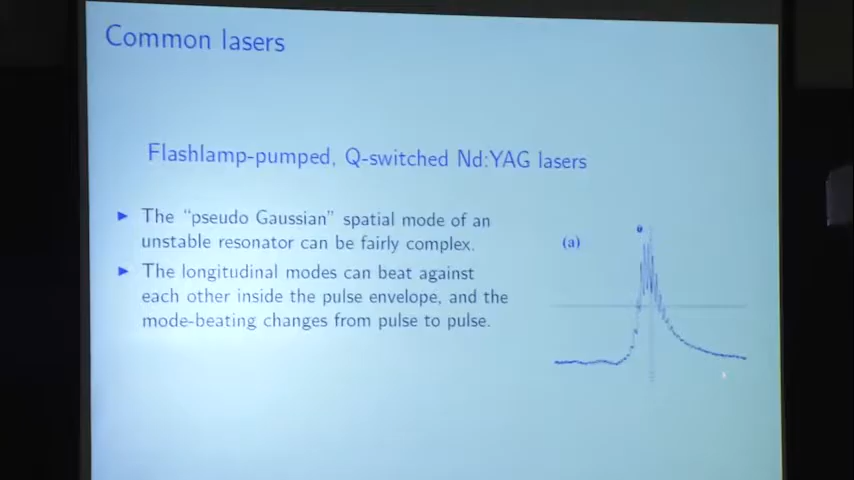 Common lasers
Flashlamp-pumped, Q-switched Nd:YAG lasers
▶ The “pseudo Gaussian” spatial mode of an
unstable resonator can be fairly complex.
▶ The longitudinal modes can beat against
each other inside the pulse envelope, and the
mode-beating changes from pulse to pulse.
(a)